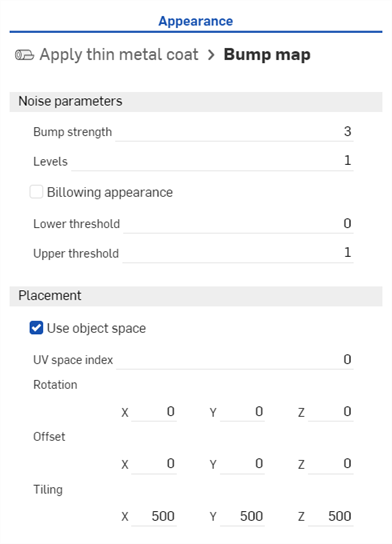 Appearance
Apply thin metal coat > Bump map
Noise parameters
Bump strength 3
Levels 1
Billowing appearance
Lower threshold 0
Upper threshold 1
Placement
Use object space
UV space index 0
Rotation
X 0 Y 0 Z 0
Offset
X 0 Y 0 Z 0
Tiling
X 500 Y 500 Z 500